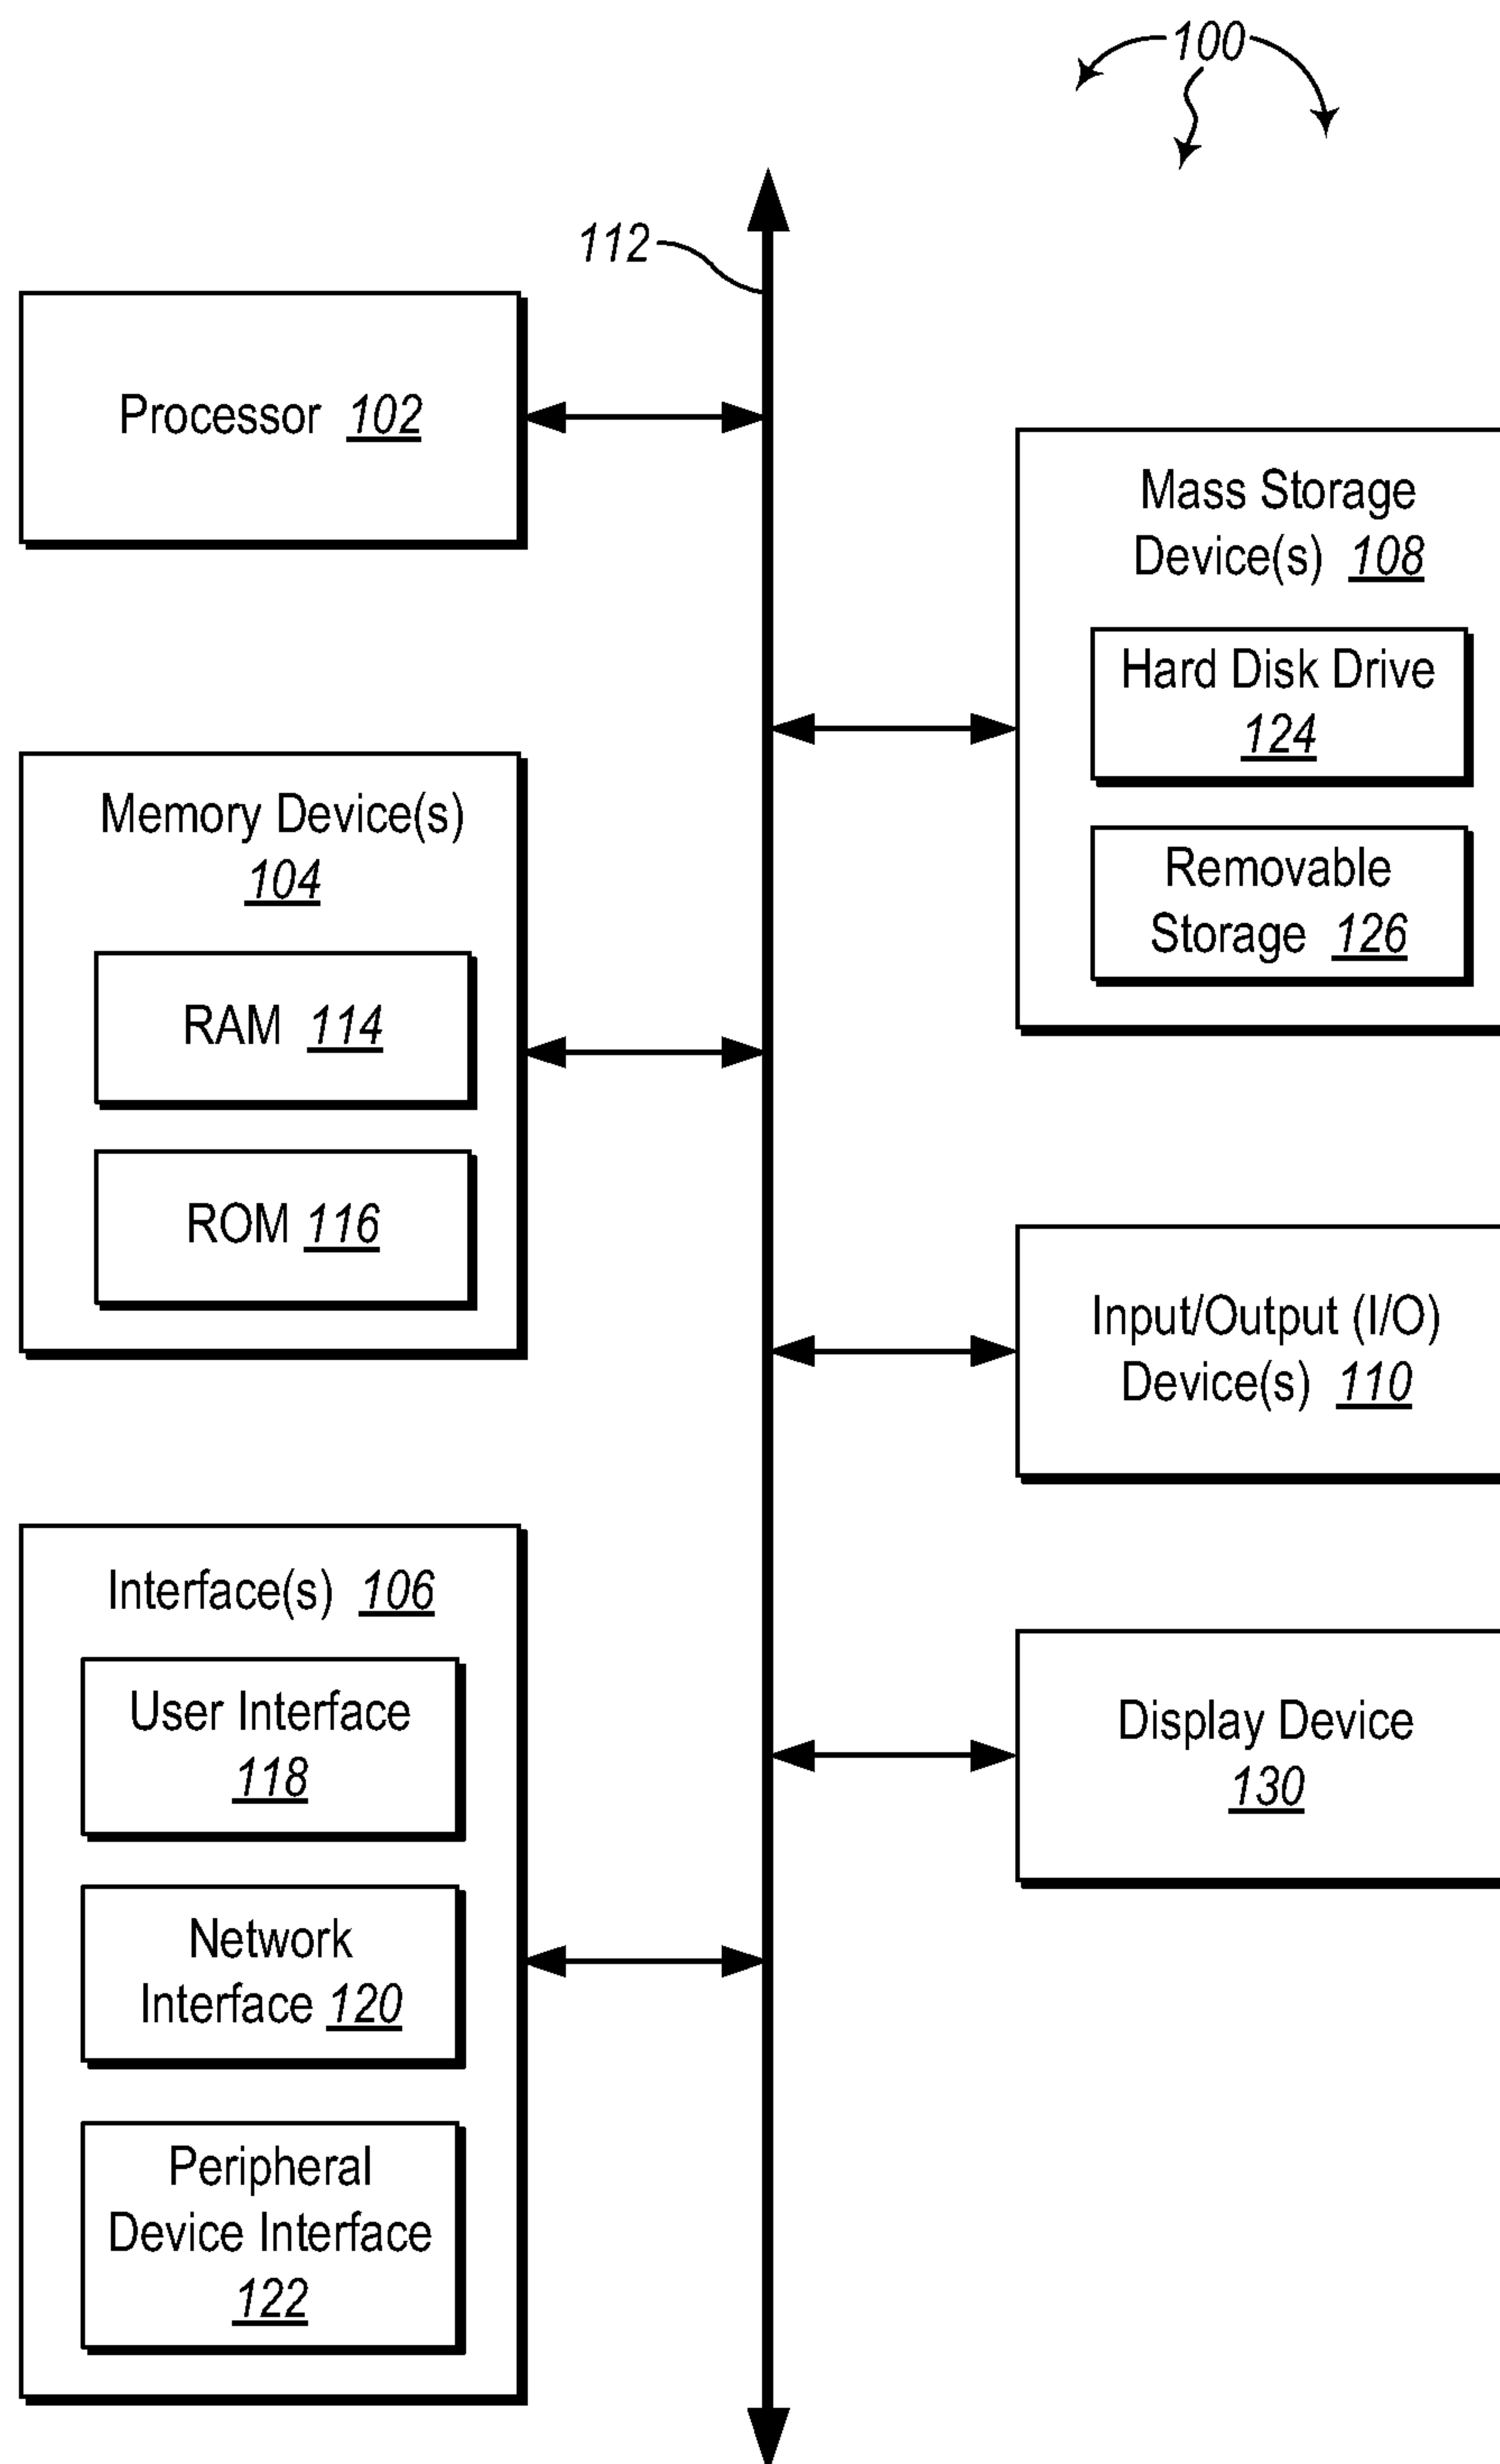 100
112
Processor 102
Mass Storage
Device(s) 108
Hard Disk Drive
124
Removable
Storage 126
Memory Device(s)
104
RAM 114
ROM 116
Input/Output (I/O)
Device(s) 110
Interface(s) 106
User Interface
118
Network
Interface 120
Peripheral
Device Interface
122
Display Device
130